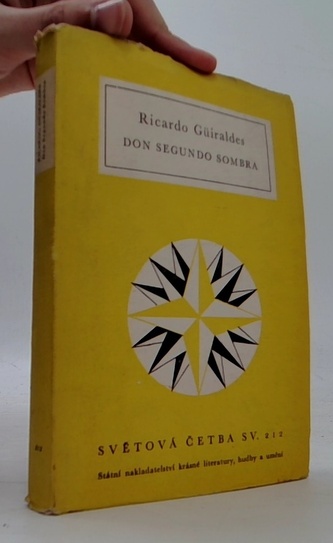 Ricardo Güiraldes
DON SEGUNDO SOMBRA
SVĚTOVÁ ČETBA SV. 212
Státní nakladatelství krásné literatury, hudby a umění